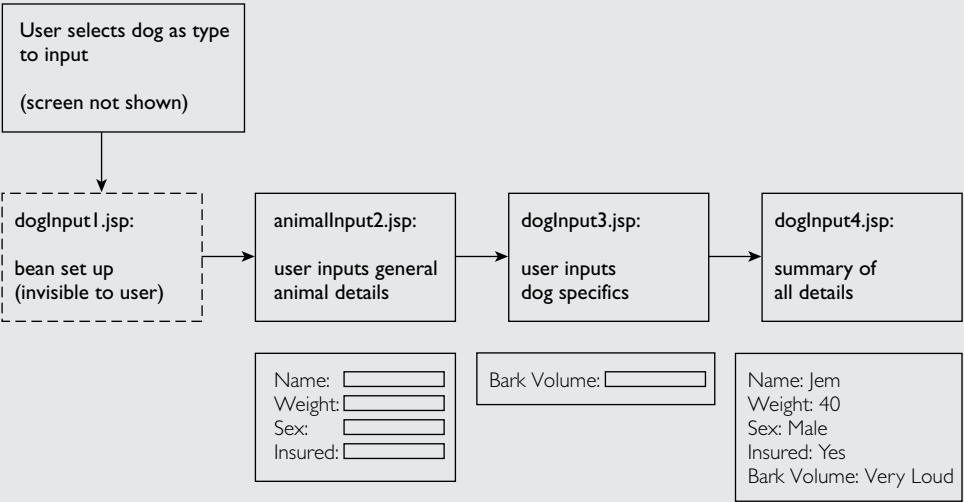 User selects dog as type
to input
(screen not shown)
dogInput1.jsp:
bean set up
(invisible to user)
animalInput2.jsp:
user inputs general
animal details
dogInput3.jsp:
user inputs
dog specifics
dogInput4.jsp:
summary of
all details
Name:
Weight:
Sex:
Insured:
Bark Volume:
Name: Jem
Weight: 40
Sex: Male
Insured: Yes
Bark Volume: Very Loud